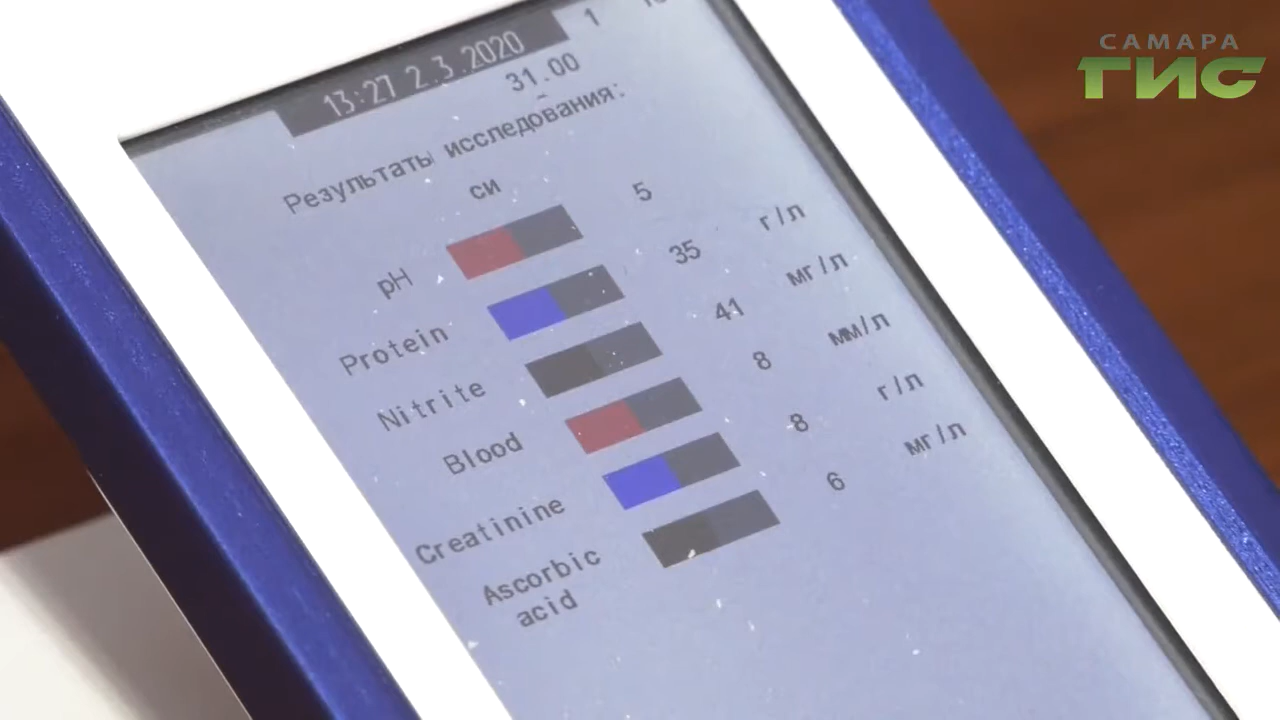 САМАРА
ГИС
13:27 2.3.2020
1
31.00
Результаты исследования:
си
pH 5
Protein 35 г/л
Nitrite 41 мг/л
Blood 8 мм/л
Creatinine 8 г/л
Ascorbic acid 6 мг/л